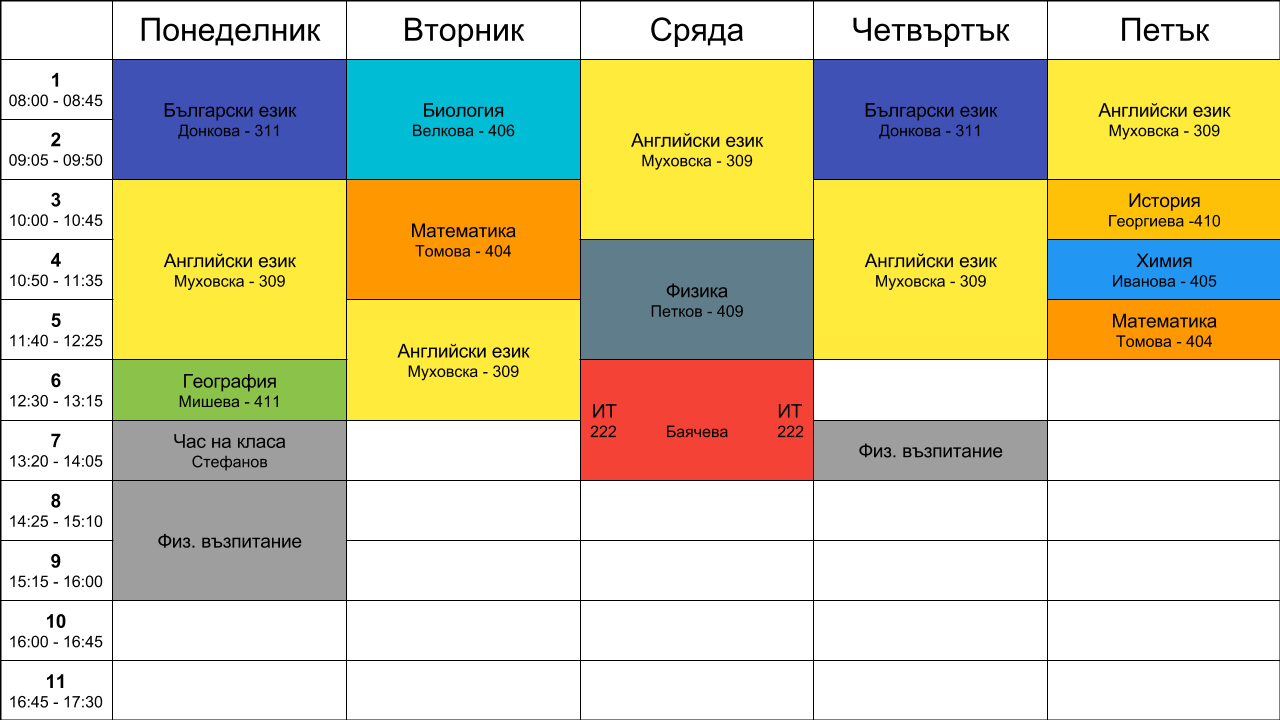 Понеделник Вторник Сряда Четвъртък Петък
1
08:00 - 08:45
Български език
Донкова - 311
Биология
Велкова - 406
Английски език
Муховска - 309
Български език
Донкова - 311
Английски език
Муховска - 309
2
09:05 - 09:50
3
10:00 - 10:45
Английски език
Муховска - 309
Математика
Томова - 404
Английски език
Муховска - 309
История
Георгиева -410
4
10:50 - 11:35
Физика
Петков - 409
Химия
Иванова - 405
5
11:40 - 12:25
Английски език
Муховска - 309
Математика
Томова - 404
6
12:30 - 13:15
География
Мишева - 411
ИТ ИТ
222 Баячева 222
7
13:20 - 14:05
Час на класа
Стефанов
Физ. възпитание
8
14:25 - 15:10
Физ. възпитание
9
15:15 - 16:00
10
16:00 - 16:45
11
16:45 - 17:30